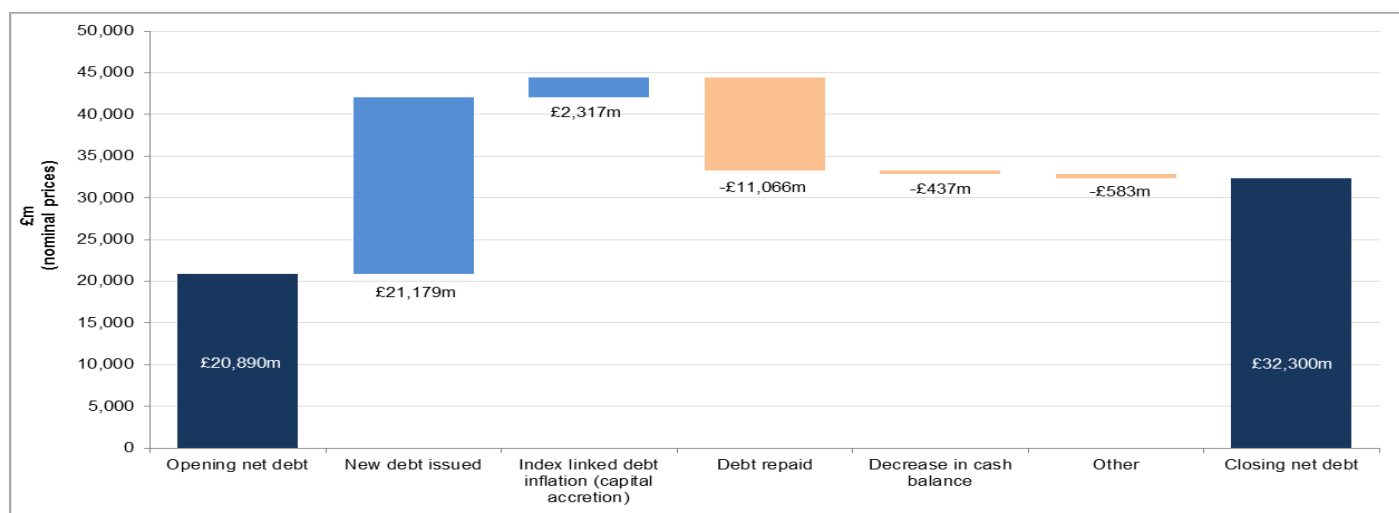 £m
(nominal prices)
50,000
45,000
40,000
35,000
30,000
25,000
20,000
15,000
10,000
5,000
0
£20,890m
£21,179m
£2,317m
-£11,066m
-£437m
-£583m
£32,300m
Opening net debt
New debt issued
Index linked debt
inflation (capital
accretion)
Debt repaid
Decrease in cash
balance
Other
Closing net debt